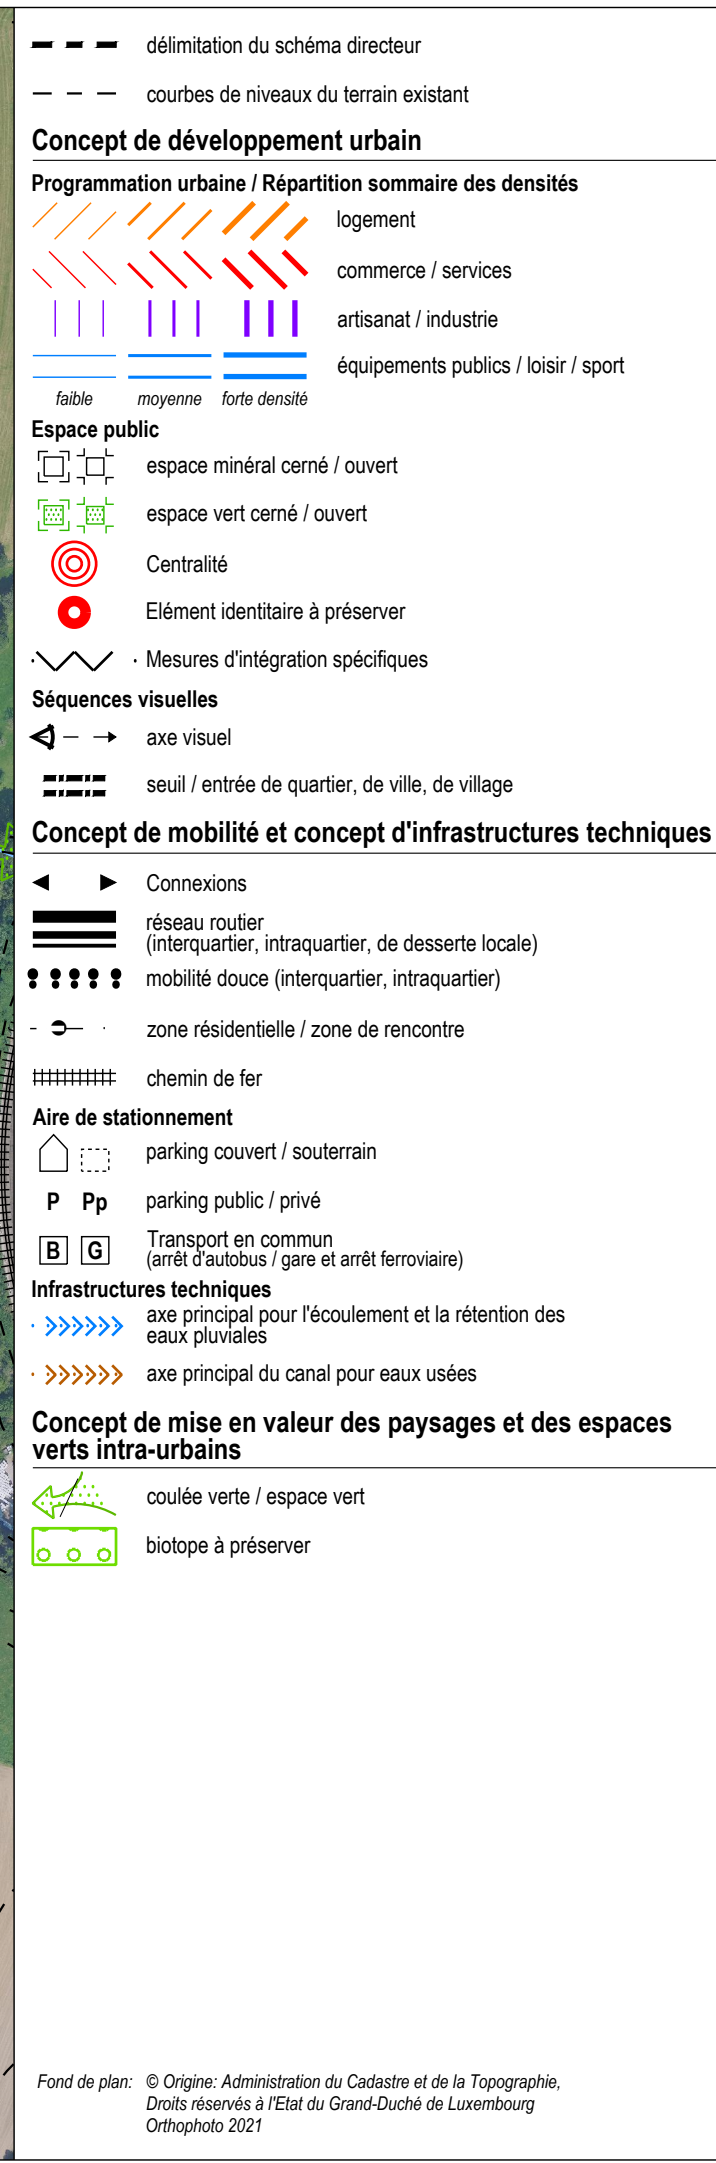 délimitation du schéma directeur
courbes de niveaux du terrain existant
Concept de développement urbain
Programmation urbaine / Répartition sommaire des densités
logement
commerce / services
artisanat / industrie
équipements publics / loisir / sport
faible moyenne forte densité
Espace public
espace minéral cerné / ouvert
espace vert cerné / ouvert
Centralité
Elément identitaire à préserver
Mesures d'intégration spécifiques
Séquences visuelles
axe visuel
seuil / entrée de quartier, de ville, de village
Concept de mobilité et concept d'infrastructures techniques
Connexions
réseau routier
(interquartier, intraquartier, de desserte locale)
mobilité douce (interquartier, intraquartier)
zone résidentielle / zone de rencontre
chemin de fer
Aire de stationnement
parking couvert / souterrain
P Pp parking public / privé
B G Transport en commun
(arrêt d'autobus / gare et arrêt ferroviaire)
Infrastructures techniques
axe principal pour l'écoulement et la rétention des
eaux pluviales
axe principal du canal pour eaux usées
Concept de mise en valeur des paysages et des espaces
verts intra-urbains
coulée verte / espace vert
biotope à préserver
Fond de plan: © Origine: Administration du Cadastre et de la Topographie,
Droits réservés à l'Etat du Grand-Duché de Luxembourg
Orthophoto 2021